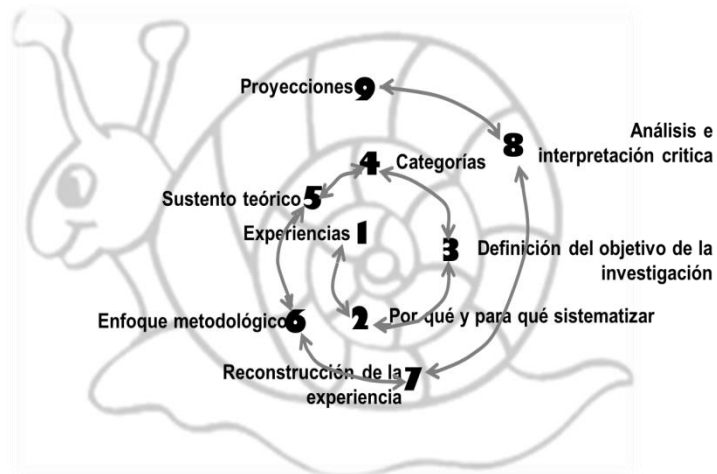 Proyecciones 9
8 Análisis e
interpretación critica
4 Categorías
Sustento teórico 5
Experiencias 1
3 Definición del objetivo de la
investigación
Enfoque metodológico 6
2 Por qué y para qué sistematizar
Reconstrucción de la
experiencia 7